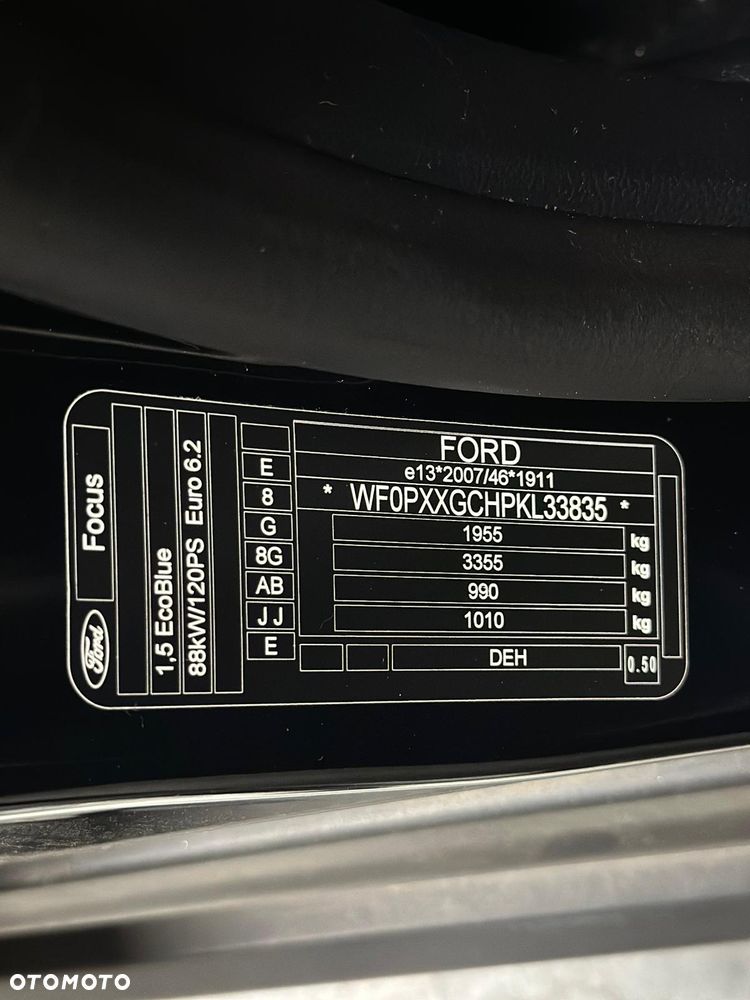 Focus
Ford
1,5 EcoBlue
88kW/120PS Euro 6.2
E
8
G
8G
AB
J J
E
FORD
e13*2007/46*1911
* WF0PXXGCHPKL33835 *
1955 kg
3355 kg
990 kg
1010 kg
DEH
0.50
OTOMOTO